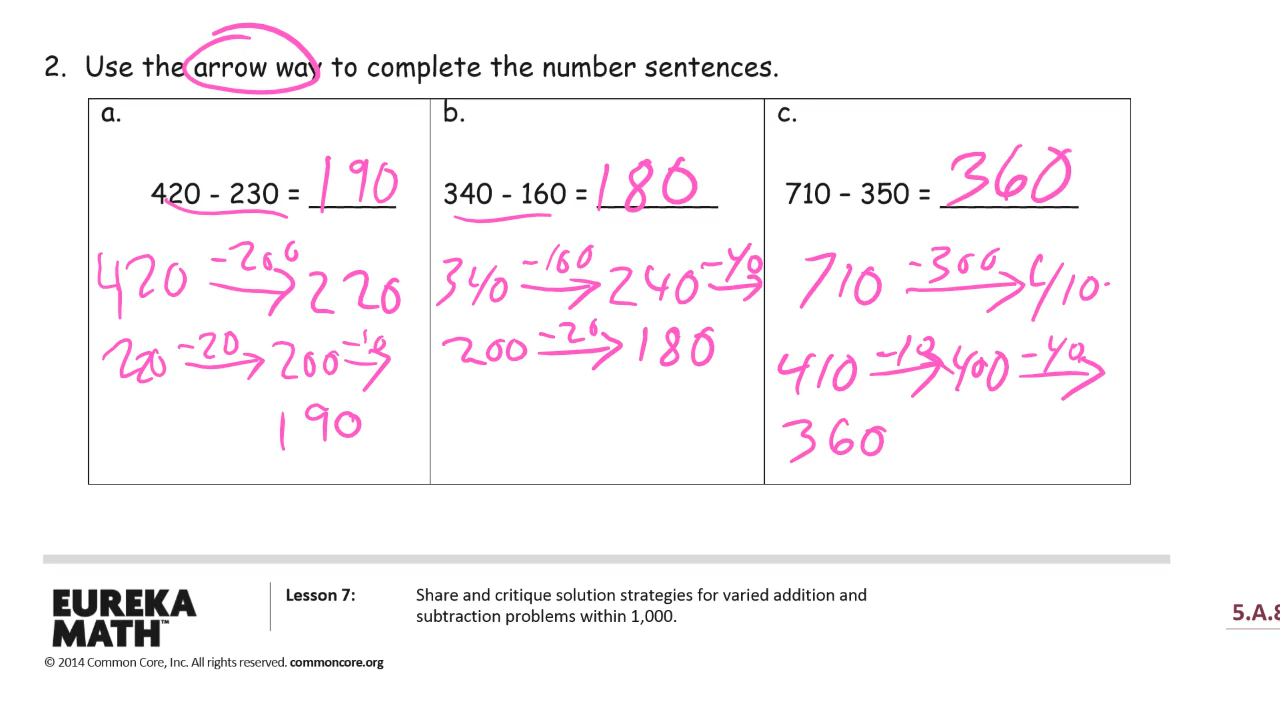 2. Use the arrow way to complete the number sentences.
a.
420 - 230 = 190
420 -200 → 220
220 -20 → 200 -10 →
190
b.
340 - 160 = 180
340 -100 → 240 -40 →
200 -20 → 180
c.
710 - 350 = 360
710 -300 → 410
410 -10 → 400 -40 →
360
EUREKA
MATH™
Lesson 7:
Share and critique solution strategies for varied addition and
subtraction problems within 1,000.
5.A.8
© 2014 Common Core, Inc. All rights reserved. commoncore.org